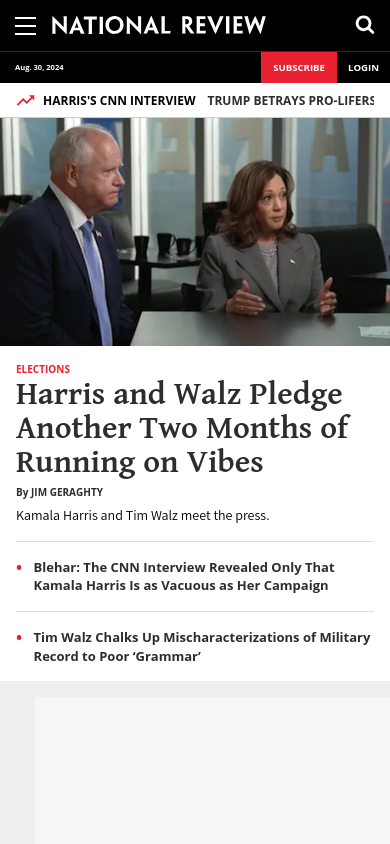 NATIONAL REVIEW
Aug. 30, 2024
SUBSCRIBE
LOGIN
HARRIS'S CNN INTERVIEW TRUMP BETRAYS PRO-LIFERS
ELECTIONS
Harris and Walz Pledge
Another Two Months of
Running on Vibes
By JIM GERAGHTY
Kamala Harris and Tim Walz meet the press.
Blehar: The CNN Interview Revealed Only That
Kamala Harris Is as Vacuous as Her Campaign
Tim Walz Chalks Up Mischaracterizations of Military
Record to Poor ‘Grammar’